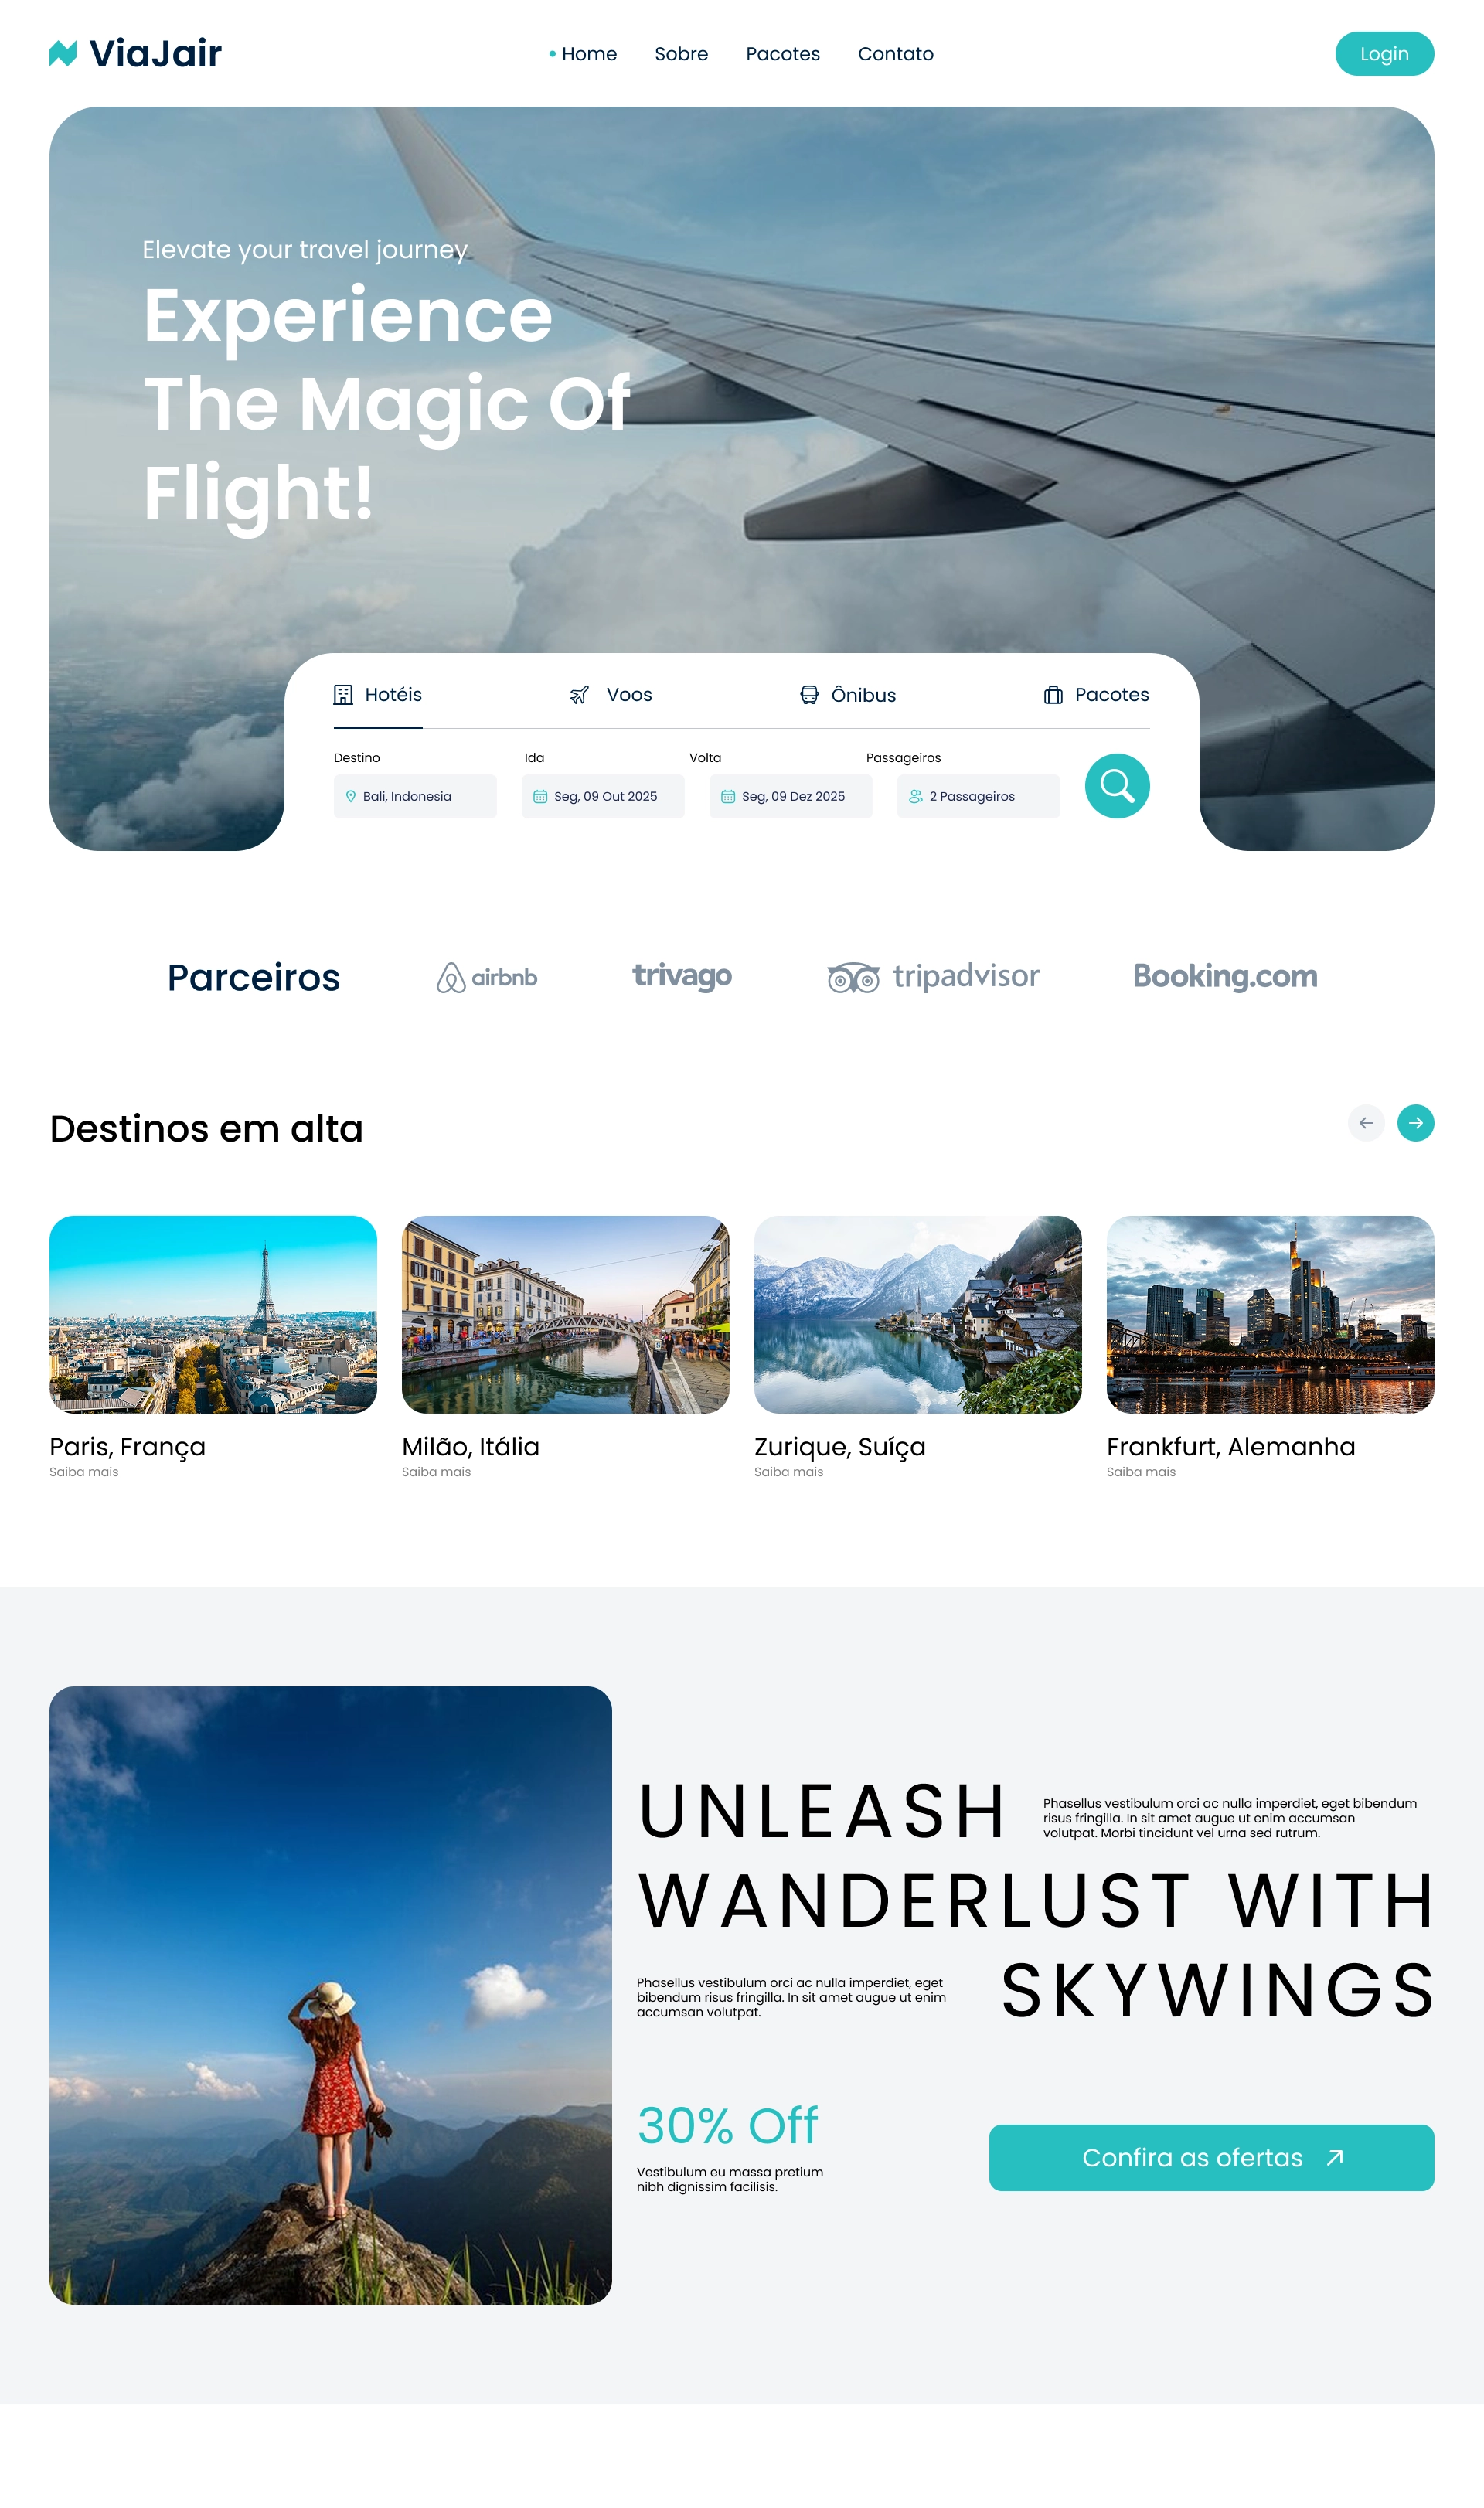 ViaJair
Home Sobre Pacotes Contato
Login
Elevate your travel journey
Experience
The Magic Of
Flight!
Hotéis Voos Ônibus Pacotes
Destino Ida Volta Passageiros
Bali, Indonesia Seg, 09 Out 2025 Seg, 09 Dez 2025 2 Passageiros
Parceiros airbnb trivago tripadvisor Booking.com
Destinos em alta
Paris, França
Saiba mais
Milão, Itália
Saiba mais
Zurique, Suíça
Saiba mais
Frankfurt, Alemanha
Saiba mais
UNLEASH
Phasellus vestibulum orci ac nulla imperdiet, eget bibendum
risus fringilla. In sit amet augue ut enim accumsan
volutpat. Morbi tincidunt vel urna sed rutrum.
WANDERLUST WITH
Phasellus vestibulum orci ac nulla imperdiet, eget
bibendum risus fringilla. In sit amet augue ut enim
accumsan volutpat.
SKYWINGS
30% Off
Vestibulum eu massa pretium
nibh dignissim facilisis.
Confira as ofertas